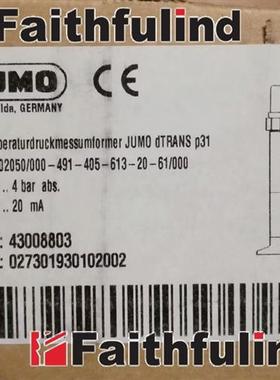 Faithfulind
JUMO CE
lda, GERMANY
peraturdruckmessumformer JUMO dTRANS p31
02050/000-491-405-613-20-61/000
.. 4 bar abs.
.. 20 mA
: 43008803
: 027301930102002
Faithfulind